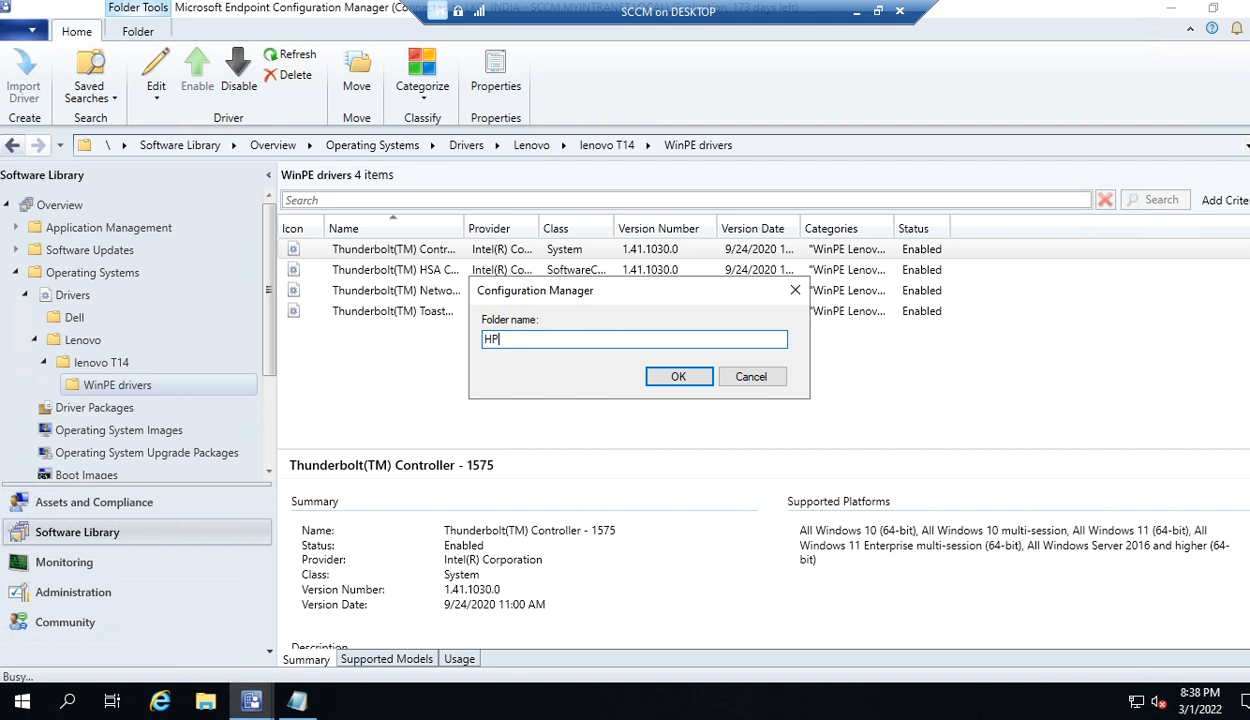 Folder Tools
Microsoft Endpoint Configuration Manager
SCCM on DESKTOP
Home
Folder
Import Driver
Saved Searches
Edit
Enable
Disable
Refresh
Delete
Move
Categorize
Properties
Create
Search
Driver
Move
Classify
Properties
\ Software Library Overview Operating Systems Drivers Lenovo lenovo T14 WinPE drivers
Software Library
WinPE drivers 4 items
Search
Search
Add Crite
Overview
Application Management
Software Updates
Operating Systems
Drivers
Dell
Lenovo
lenovo T14
WinPE drivers
Driver Packages
Operating System Images
Operating System Upgrade Packages
Boot Images
Icon Name Provider Class Version Number Version Date Categories Status
Thunderbolt(TM) Contr... Intel(R) Co... System 1.41.1030.0 9/24/2020 1... "WinPE Lenov... Enabled
Thunderbolt(TM) HSA C... Intel(R) Co... SoftwareC... 1.41.1030.0 9/24/2020 1... "WinPE Lenov... Enabled
Thunderbolt(TM) Netwo... "WinPE Lenov... Enabled
Thunderbolt(TM) Toast... "WinPE Lenov... Enabled
Configuration Manager
Folder name:
HP
OK
Cancel
Assets and Compliance
Software Library
Monitoring
Administration
Community
Thunderbolt(TM) Controller - 1575
Summary
Name: Thunderbolt(TM) Controller - 1575
Status: Enabled
Provider: Intel(R) Corporation
Class: System
Version Number: 1.41.1030.0
Version Date: 9/24/2020 11:00 AM
Supported Platforms
All Windows 10 (64-bit), All Windows 10 multi-session, All Windows 11 (64-bit), All
Windows 11 Enterprise multi-session (64-bit), All Windows Server 2016 and higher (64-
bit)
Description
Summary
Supported Models
Usage
Busy...
8:38 PM
3/1/2022